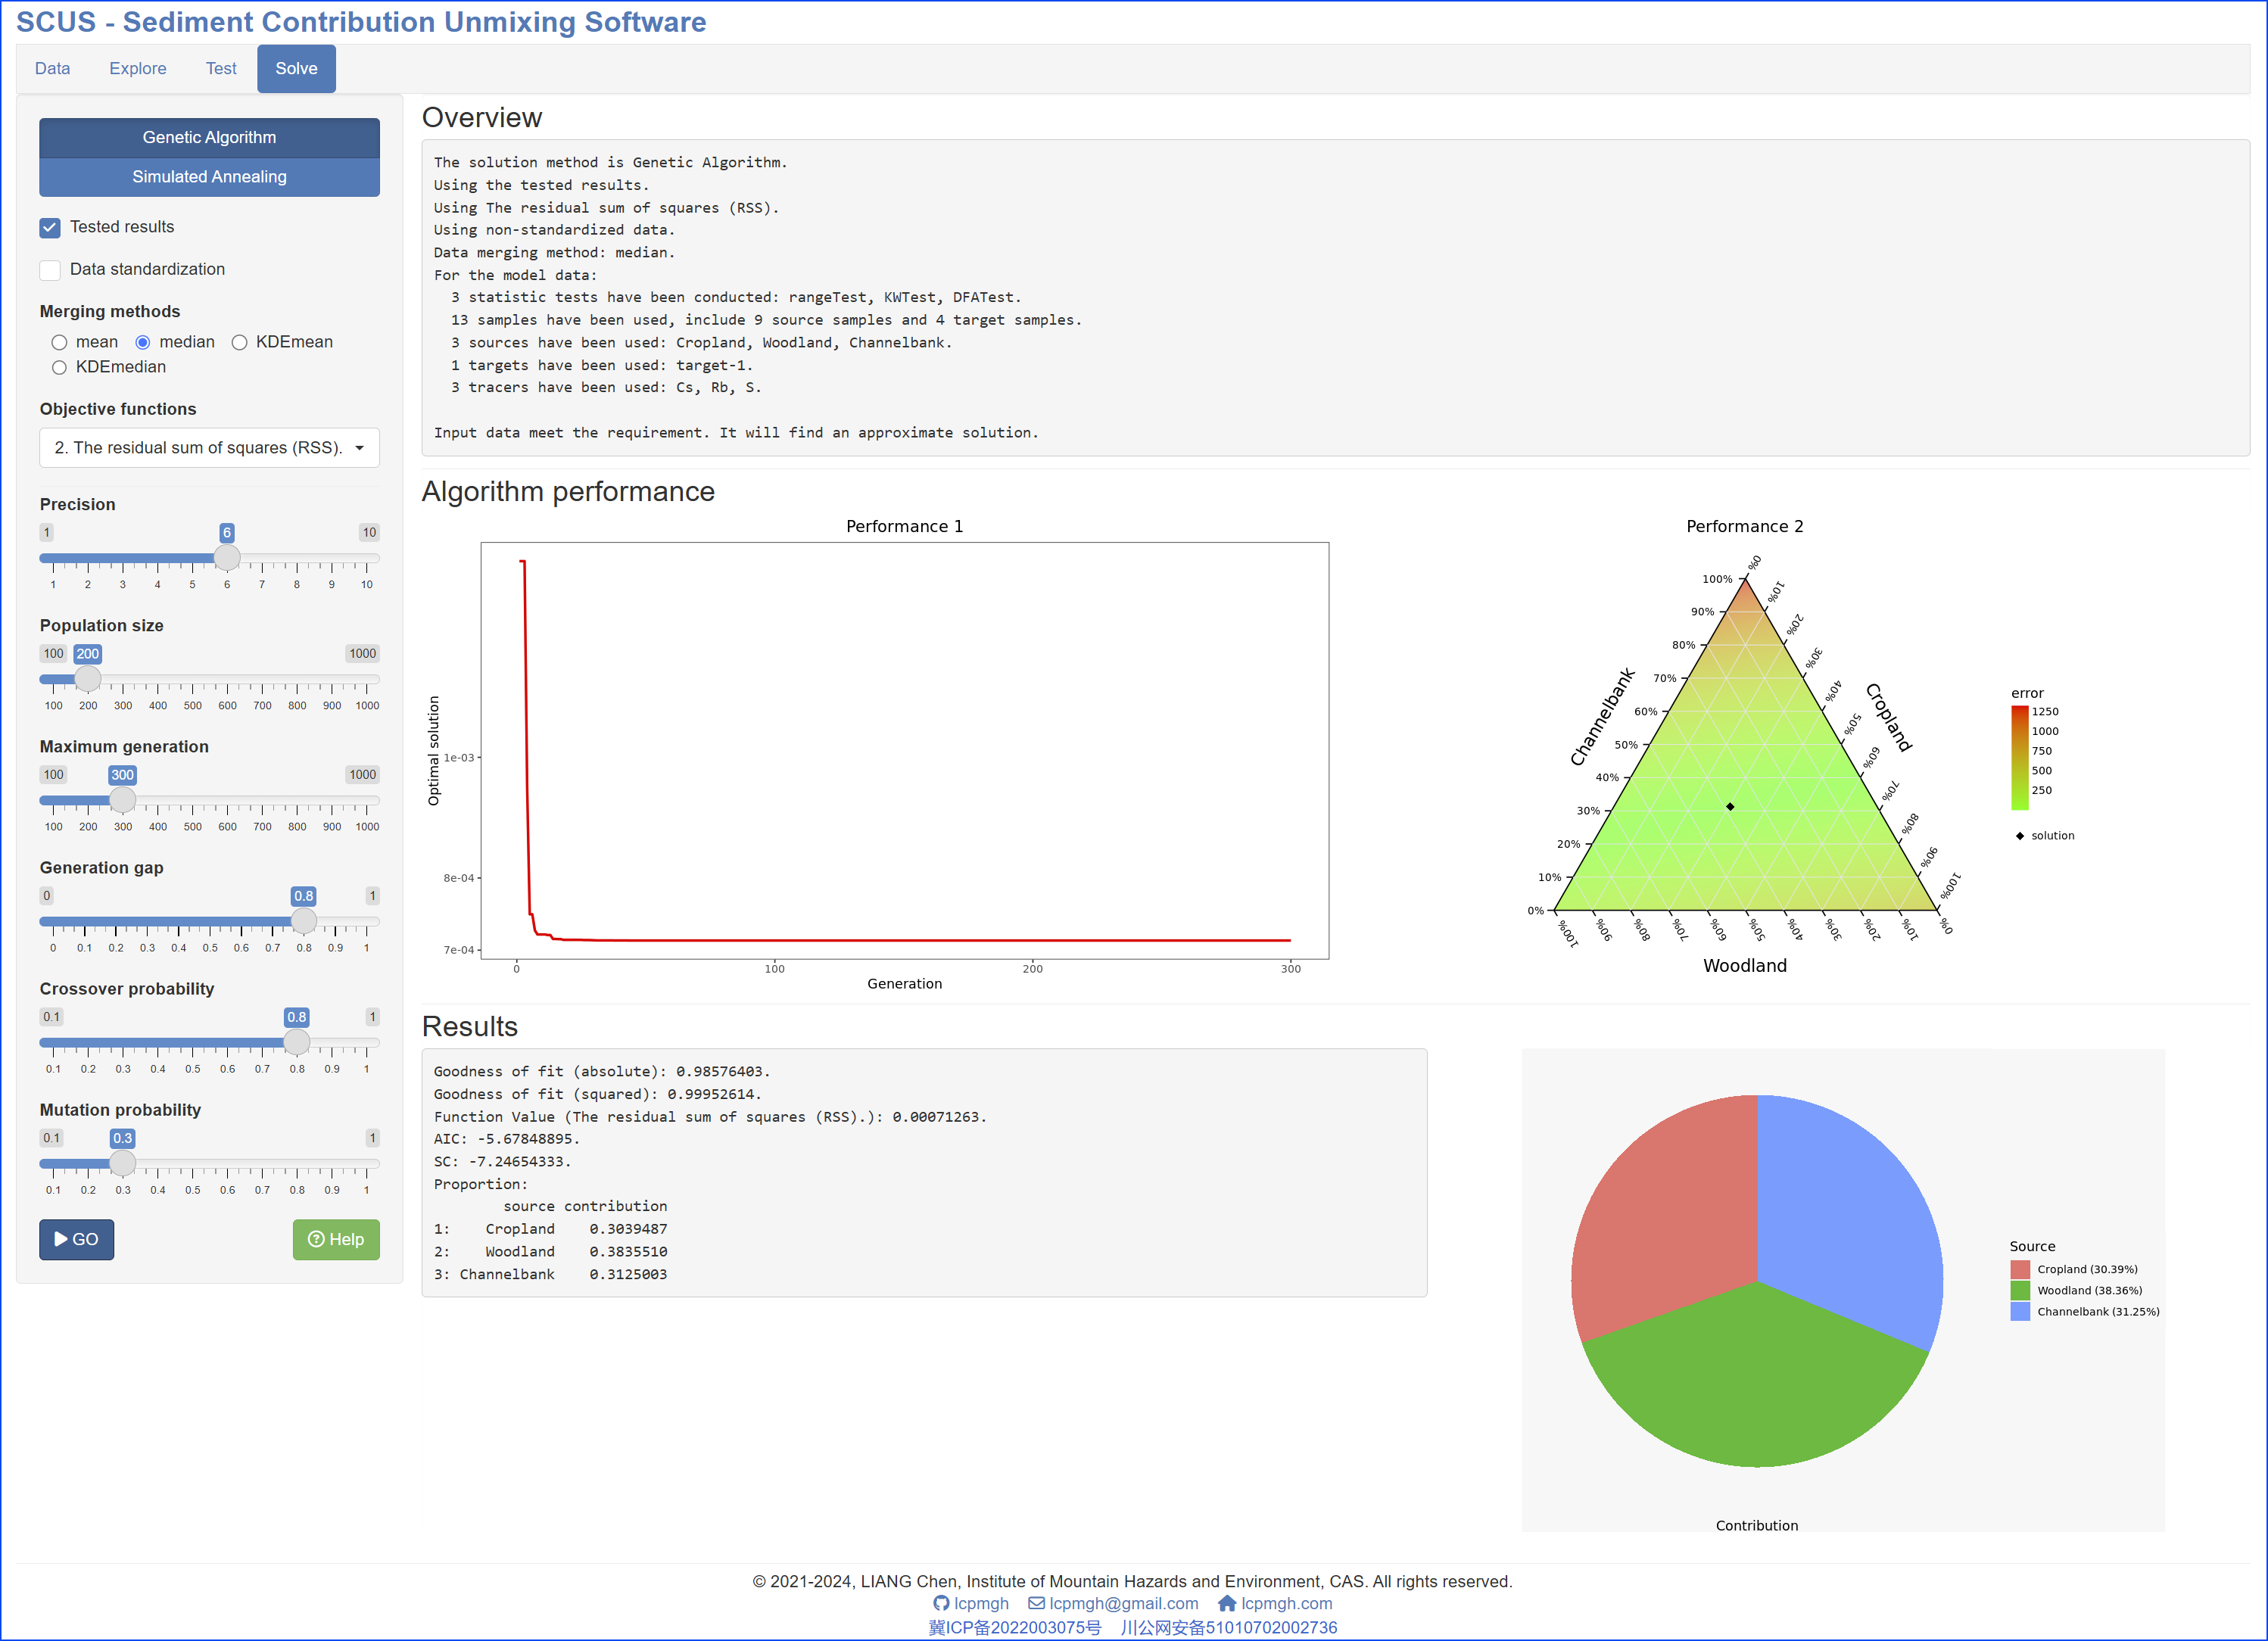 SCUS - Sediment Contribution Unmixing Software
Data Explore Test Solve
Genetic Algorithm
Simulated Annealing
Tested results
Data standardization
Merging methods
mean median KDEmean
KDEmedian
Objective functions
2. The residual sum of squares (RSS).
Precision
1 6 10
1 2 3 4 5 6 7 8 9 10
Population size
100 200 1000
100 200 300 400 500 600 700 800 900 1000
Maximum generation
100 300 1000
100 200 300 400 500 600 700 800 900 1000
Generation gap
0 0.8 1
0 0.1 0.2 0.3 0.4 0.5 0.6 0.7 0.8 0.9 1
Crossover probability
0.1 0.8 1
0.1 0.2 0.3 0.4 0.5 0.6 0.7 0.8 0.9 1
Mutation probability
0.1 0.3 1
0.1 0.2 0.3 0.4 0.5 0.6 0.7 0.8 0.9 1
GO Help
Overview
The solution method is Genetic Algorithm.
Using the tested results.
Using The residual sum of squares (RSS).
Using non-standardized data.
Data merging method: median.
For the model data:
3 statistic tests have been conducted: rangeTest, KWTest, DFATest.
13 samples have been used, include 9 source samples and 4 target samples.
3 sources have been used: Cropland, Woodland, Channelbank.
1 targets have been used: target-1.
3 tracers have been used: Cs, Rb, S.
Input data meet the requirement. It will find an approximate solution.
Algorithm performance
Performance 1
Optimal solution
1e-03
8e-04
7e-04
0 100 200 300
Generation
Performance 2
Channelbank
100%
90%
80%
70%
60%
50%
40%
30%
20%
10%
0%
Cropland
0%
10%
20%
30%
40%
50%
60%
70%
80%
90%
100%
100% 90% 80% 70% 60% 50% 40% 30% 20% 10% 0%
Woodland
error
1250
1000
750
500
250
solution
Results
Goodness of fit (absolute): 0.98576403.
Goodness of fit (squared): 0.99952614.
Function Value (The residual sum of squares (RSS).): 0.00071263.
AIC: -5.67848895.
SC: -7.24654333.
Proportion:
source contribution
1: Cropland 0.3039487
2: Woodland 0.3835510
3: Channelbank 0.3125003
Source
Cropland (30.39%)
Woodland (38.36%)
Channelbank (31.25%)
Contribution
© 2021-2024, LIANG Chen, Institute of Mountain Hazards and Environment, CAS. All rights reserved.
lcpmgh lcpmgh@gmail.com lcpmgh.com
冀ICP备2022003075号 川公网安备51010702002736